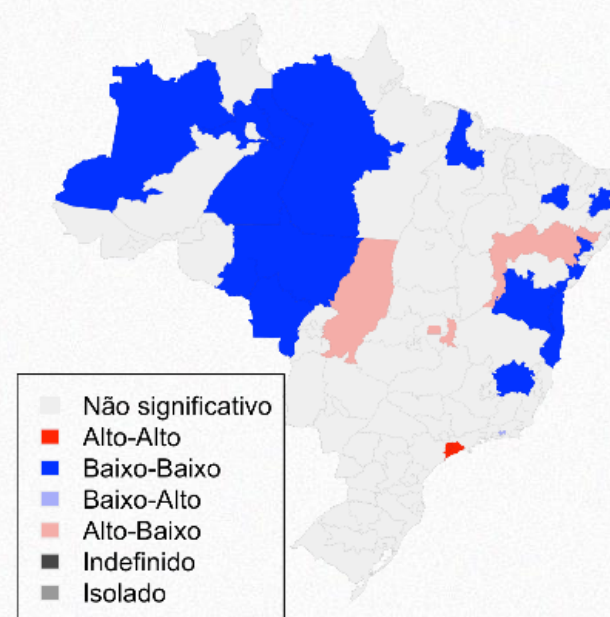 Não significativo
Alto-Alto
Baixo-Baixo
Baixo-Alto
Alto-Baixo
Indefinido
Isolado